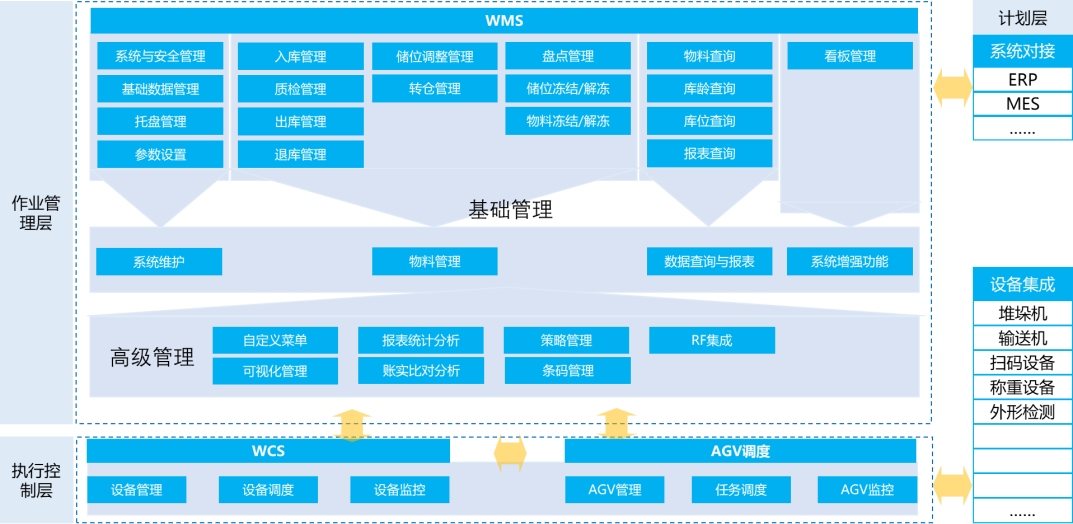 WMS
计划层
系统与安全管理
入库管理
储位调整管理
盘点管理
物料查询
看板管理
系统对接
基础数据管理
质检管理
转仓管理
储位冻结/解冻
库龄查询
ERP
托盘管理
出库管理
物料冻结/解冻
库位查询
MES
参数设置
退库管理
报表查询
......
作业管
理层
基础管理
系统维护
物料管理
数据查询与报表
系统增强功能
设备集成
堆垛机
输送机
扫码设备
称重设备
外形检测
......
高级管理
自定义菜单
报表统计分析
策略管理
RF集成
可视化管理
账实比对分析
条码管理
执行控
制层
WCS
AGV调度
设备管理
设备调度
设备监控
AGV管理
任务调度
AGV监控